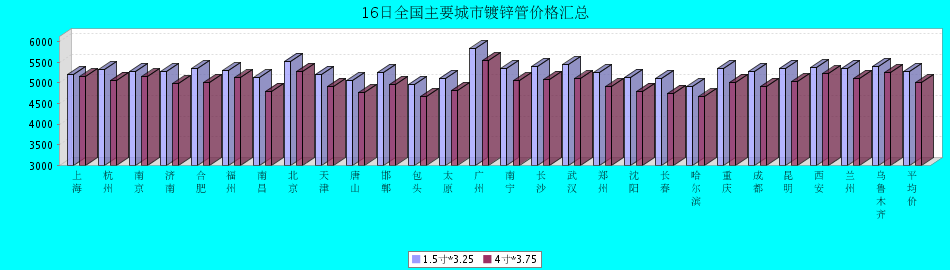 16日全国主要城市镀锌管价格汇总
6000
5500
5000
4500
4000
3500
3000
上海
杭州
南京
济南
合肥
福州
南昌
北京
天津
唐山
邯郸
包头
太原
广州
南宁
长沙
武汉
郑州
沈阳
长春
哈尔滨
重庆
成都
昆明
西安
兰州
乌鲁木齐
平均价
1.5寸*3.25
4寸*3.75